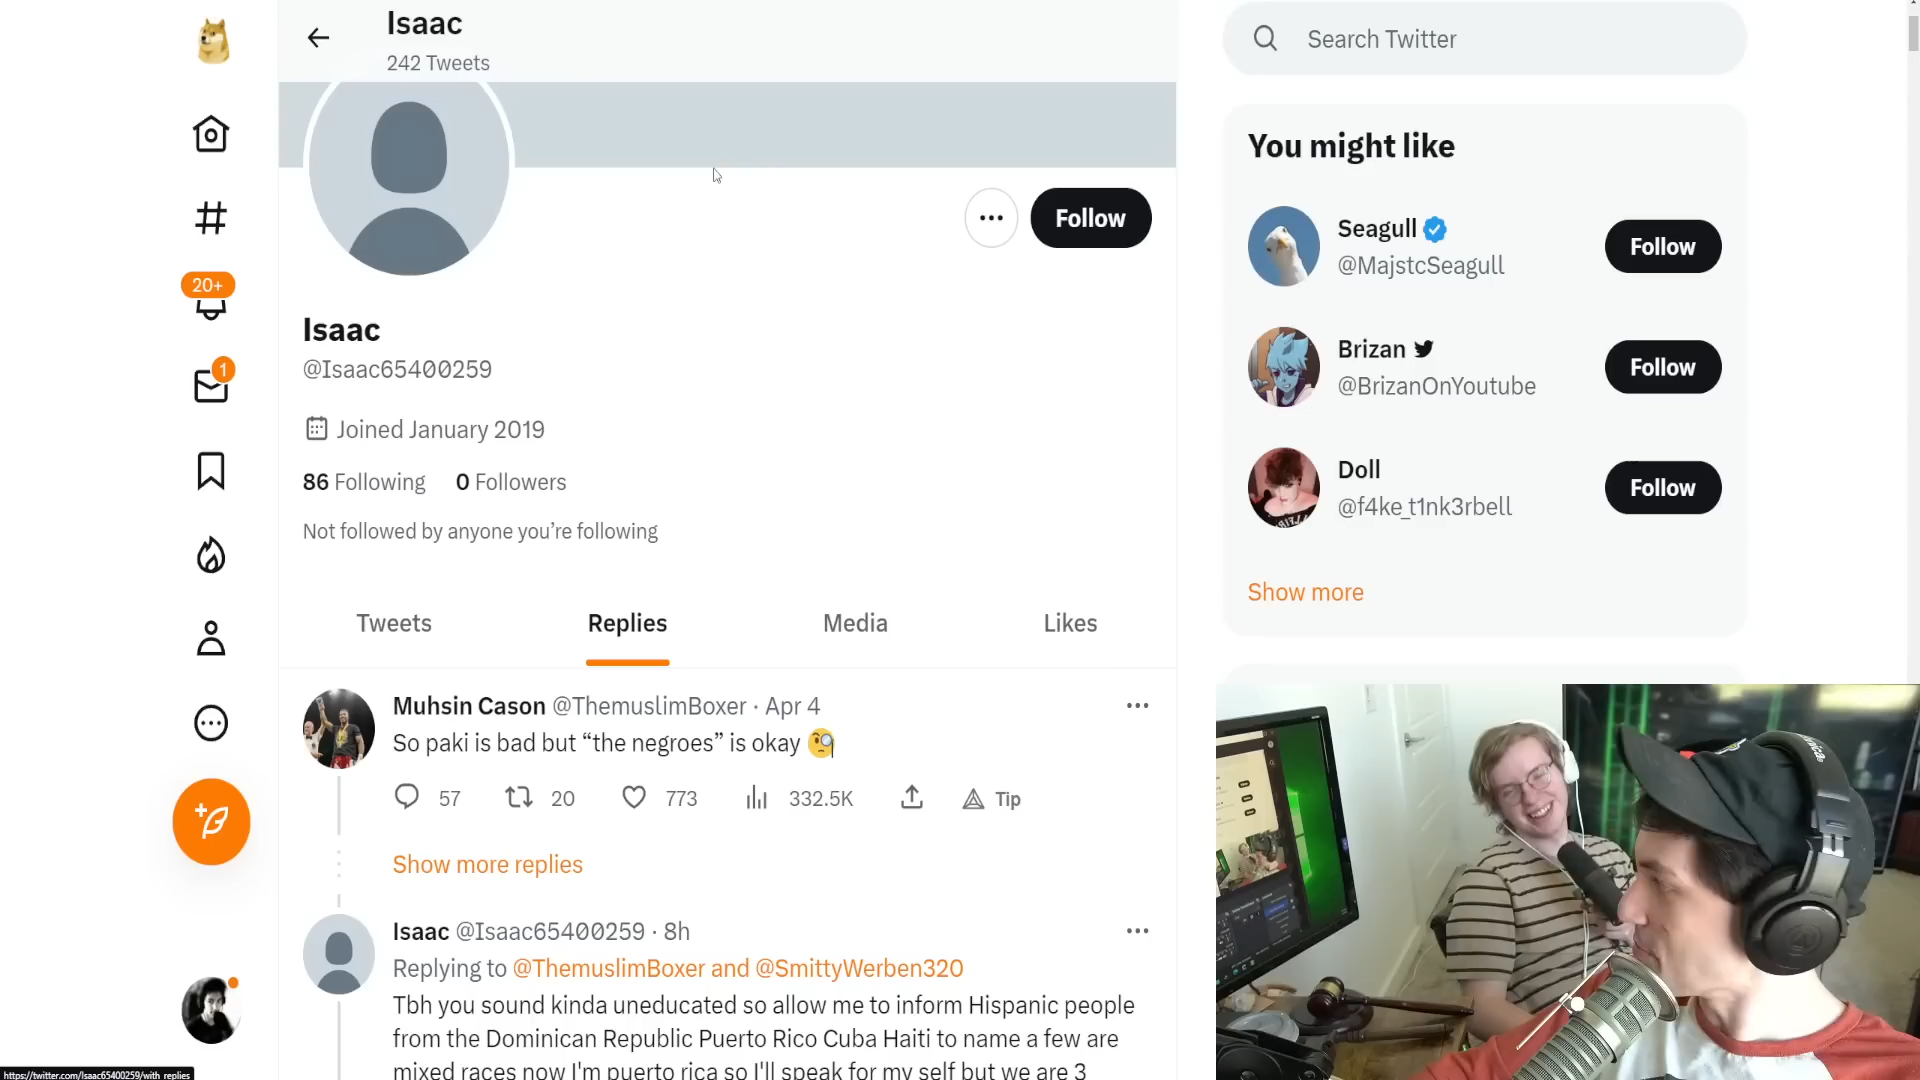 Isaac
242 Tweets
Search Twitter
You might like
Seagull
@MajstcSeagull
Follow
Brizan
@BrizanOnYoutube
Follow
Doll
@f4ke_t1nk3rbell
Follow
Show more
20+
1
Follow
Isaac
@Isaac65400259
Joined January 2019
86 Following 0 Followers
Not followed by anyone you’re following
Tweets Replies Media Likes
Muhsin Cason @ThemuslimBoxer · Apr 4
So paki is bad but “the negroes” is okay 🧐
57 20 773 332.5K Tip
Show more replies
Isaac @Isaac65400259 · 8h
Replying to @ThemuslimBoxer and @SmittyWerben320
Tbh you sound kinda uneducated so allow me to inform Hispanic people
from the Dominican Republic Puerto Rico Cuba Haiti to name a few are
mixed races now I'm puerto rica so I'll speak for my self but we are 3
https://twitter.com/Isaac65400259/with_replies